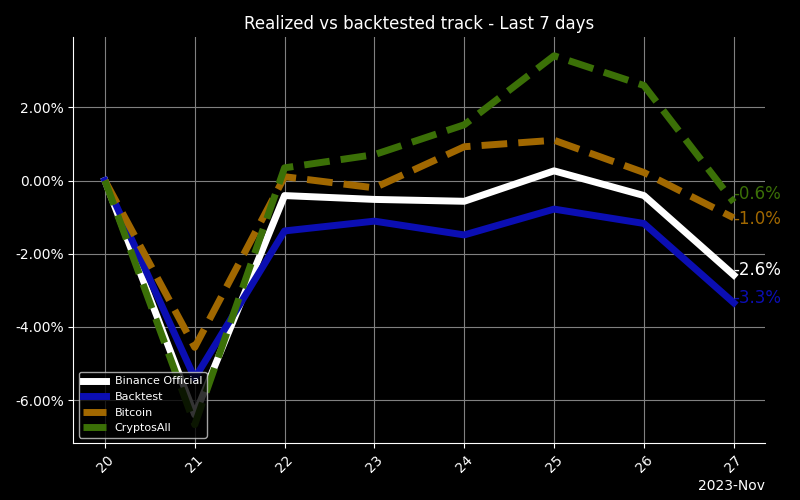 Realized vs backtested track - Last 7 days
2.00%
0.00%
-2.00%
-4.00%
-6.00%
-0.6%
-1.0%
-2.6%
-3.3%
Binance Official
Backtest
Bitcoin
CryptosAll
20
21
22
23
24
25
26
27
2023-Nov